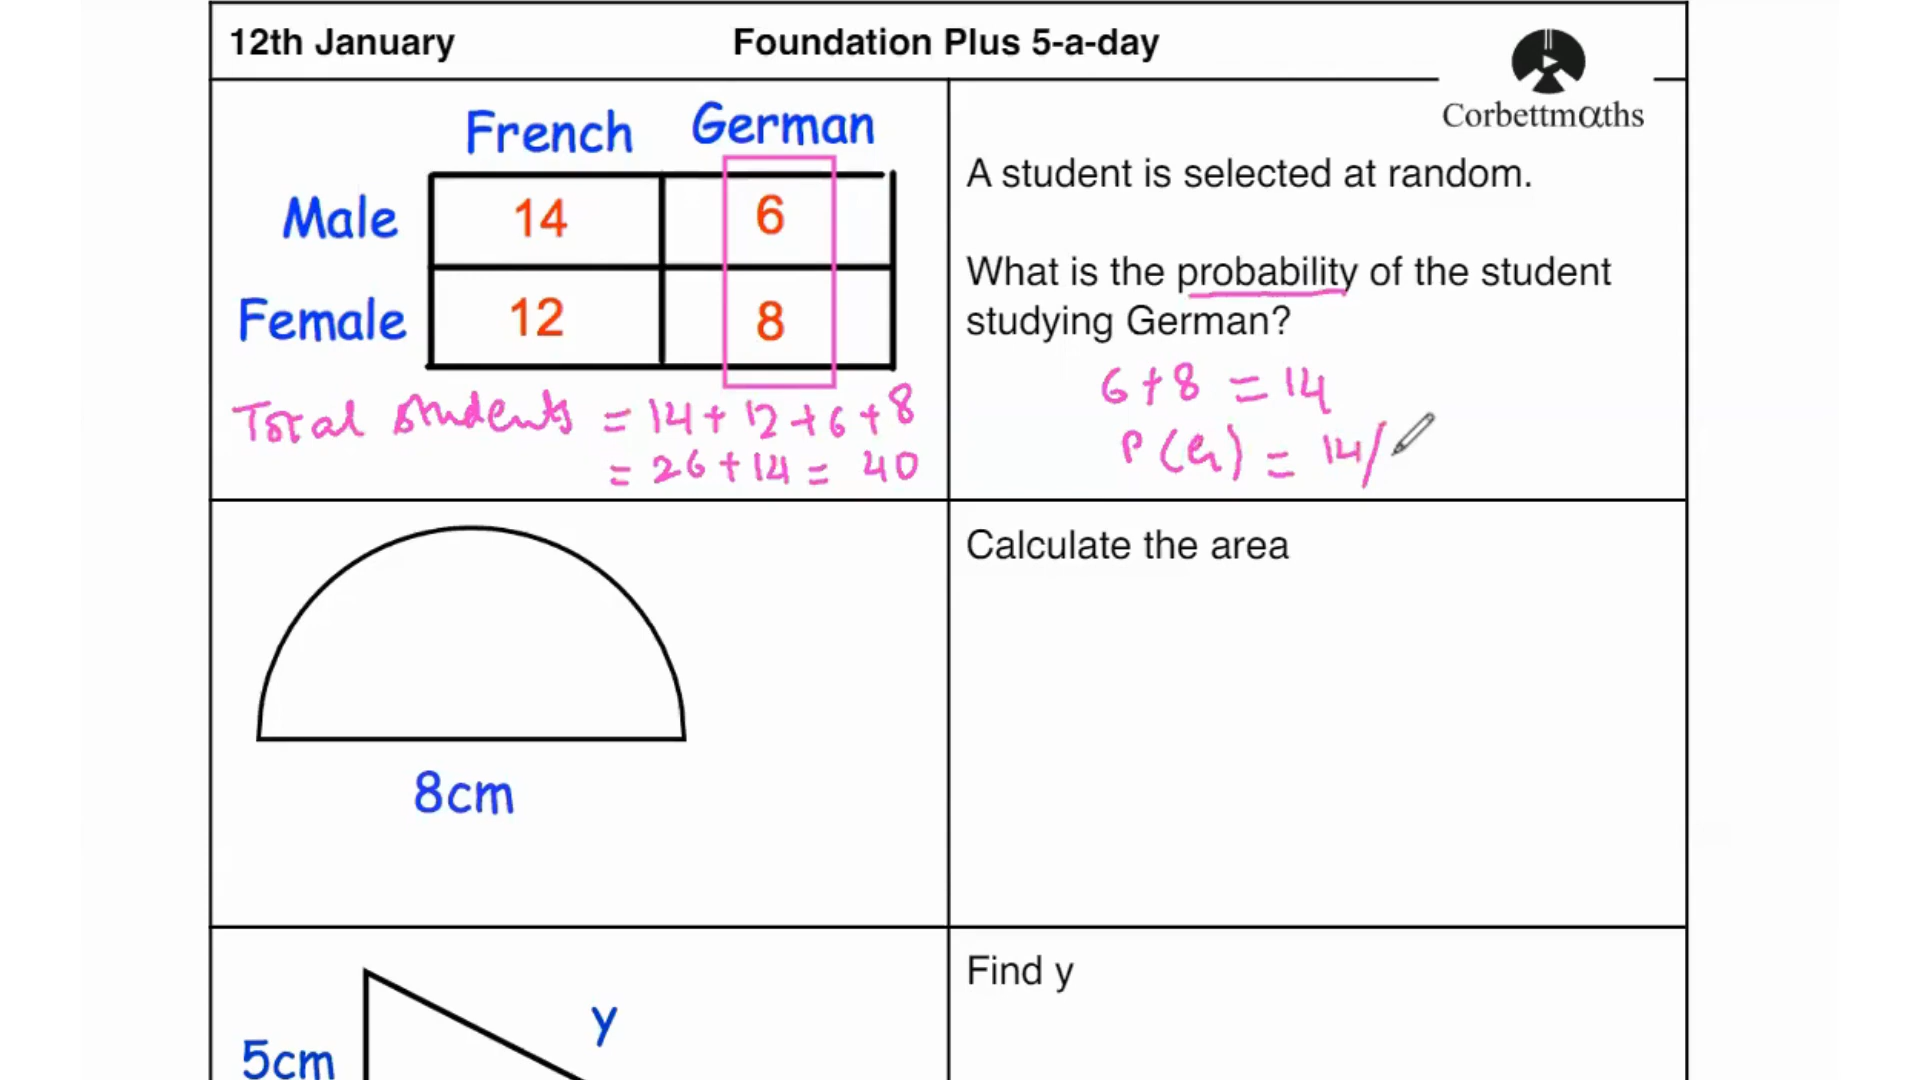 12th January
Foundation Plus 5-a-day
Corbettmαths
French German
Male 14 6
Female 12 8
Total students = 14 + 12 + 6 + 8
= 26 + 14 = 40
A student is selected at random.
What is the probability of the student
studying German?
6 + 8 = 14
P(G) = 14/
8cm
Calculate the area
5cm
y
Find y